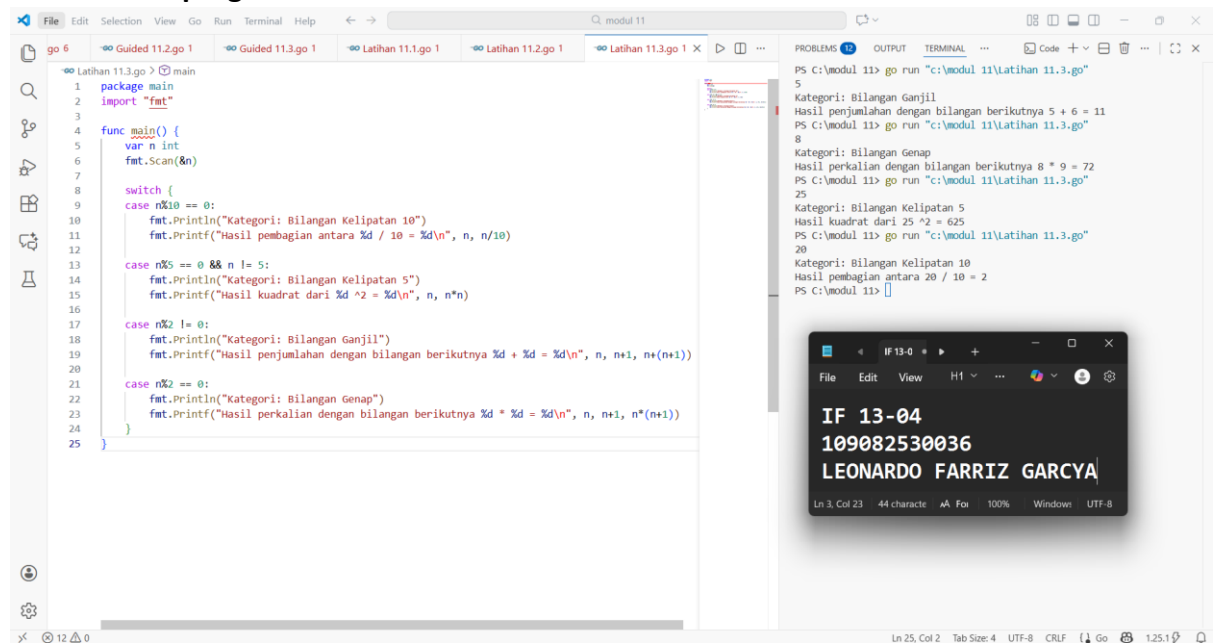 File Edit Selection View Go Run Terminal Help
modul 11
go 6 Guided 11.2.go 1 Guided 11.3.go 1 Latihan 11.1.go 1 Latihan 11.2.go 1 Latihan 11.3.go 1
Latihan 11.3.go > main
1 package main
2 import "fmt"
3
4 func main() {
5 var n int
6 fmt.Scan(&n)
7
8 switch {
9 case n%10 == 0:
10 fmt.Println("Kategori: Bilangan Kelipatan 10")
11 fmt.Printf("Hasil pembagian antara %d / 10 = %d\n", n, n/10)
12
13 case n%5 == 0 && n != 5:
14 fmt.Println("Kategori: Bilangan Kelipatan 5")
15 fmt.Printf("Hasil kuadrat dari %d ^2 = %d\n", n, n*n)
16
17 case n%2 != 0:
18 fmt.Println("Kategori: Bilangan Ganjil")
19 fmt.Printf("Hasil penjumlahan dengan bilangan berikutnya %d + %d = %d\n", n, n+1, n+(n+1))
20
21 case n%2 == 0:
22 fmt.Println("Kategori: Bilangan Genap")
23 fmt.Printf("Hasil perkalian dengan bilangan berikutnya %d * %d = %d\n", n, n+1, n*(n+1))
24 }
25 }
PROBLEMS 12 OUTPUT TERMINAL ... Code
PS C:\modul 11> go run "c:\modul 11\Latihan 11.3.go"
5
Kategori: Bilangan Ganjil
Hasil penjumlahan dengan bilangan berikutnya 5 + 6 = 11
PS C:\modul 11> go run "c:\modul 11\Latihan 11.3.go"
8
Kategori: Bilangan Genap
Hasil perkalian dengan bilangan berikutnya 8 * 9 = 72
PS C:\modul 11> go run "c:\modul 11\Latihan 11.3.go"
25
Kategori: Bilangan Kelipatan 5
Hasil kuadrat dari 25 ^2 = 625
PS C:\modul 11> go run "c:\modul 11\Latihan 11.3.go"
20
Kategori: Bilangan Kelipatan 10
Hasil pembagian antara 20 / 10 = 2
PS C:\modul 11>
IF 13-0
File Edit View H1 ...
IF 13-04
109082530036
LEONARDO FARRIZ GARCYA
Ln 3, Col 23 44 characte For 100% Windows UTF-8
12 0 Ln 25, Col 2 Tab Size: 4 UTF-8 CRLF Go 1.25.1